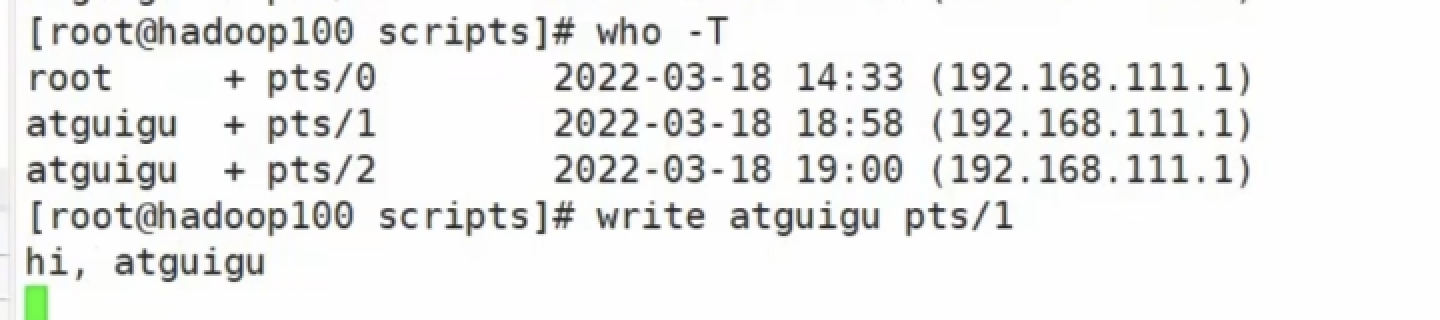 [root@hadoop100 scripts]# who -T
root     + pts/0        2022-03-18 14:33 (192.168.111.1)
atguigu  + pts/1        2022-03-18 18:58 (192.168.111.1)
atguigu  + pts/2        2022-03-18 19:00 (192.168.111.1)
[root@hadoop100 scripts]# write atguigu pts/1
hi, atguigu